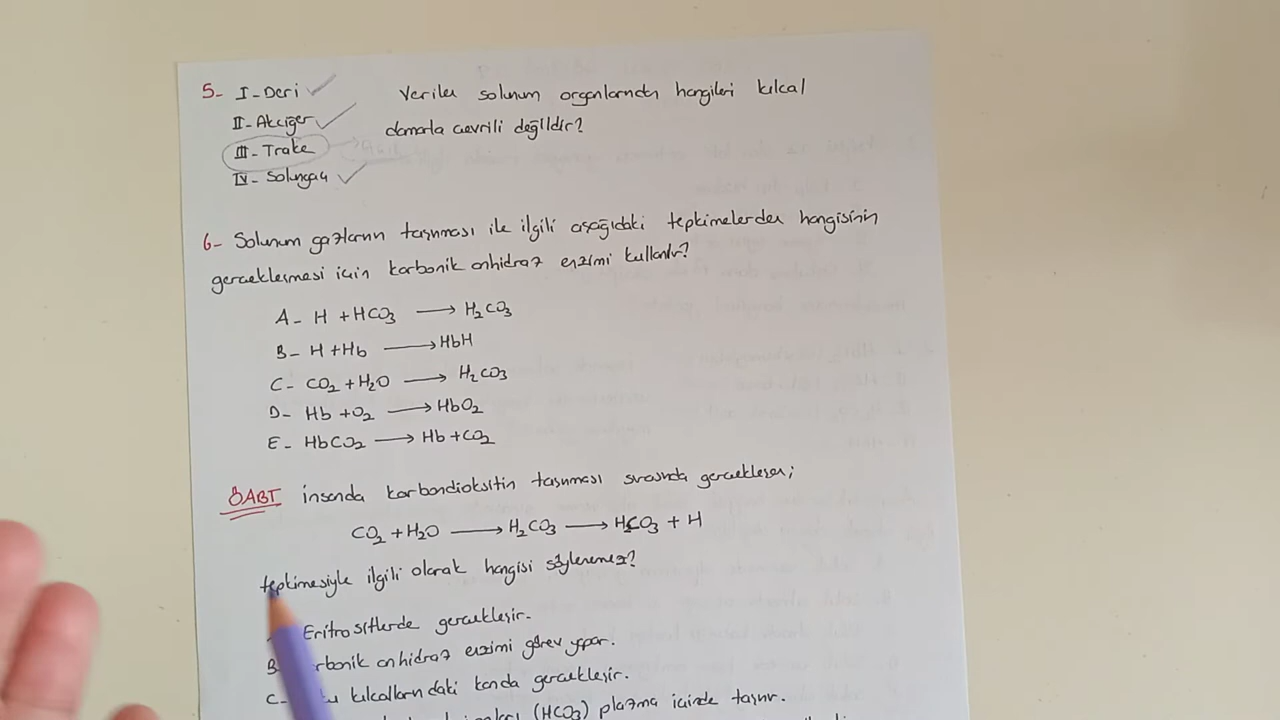 5- I-Deri
Verilen solunum organlarından hangileri kılcal
II-Akciğer
damarla çevrili değildir?
III-Trake
IV-Solungaç
6- Solunum gazlarının taşınması ile ilgili aşağıdaki tepkimelerden hangisinin
gerçekleşmesi için karbonik anhidraz enzimi kullanılır?
A- H + HCO3 → H2CO3
B- H + Hb → HbH
C- CO2 + H2O → H2CO3
D- Hb + O2 → HbO2
E- HbCO2 → Hb + CO2
ÖABT insanda karbondioksitin taşınması sırasında gerçekleşen;
CO2 + H2O → H2CO3 → HCO3 + H
tepkimesiyle ilgili olarak hangisi söylenemez?
Eritrositlerde gerçekleşir.
B- anhidraz enzimi görev yapar.
C- kılcallarındaki kanda gerçekleşir.
(HCO3) plazma içinde taşınır.